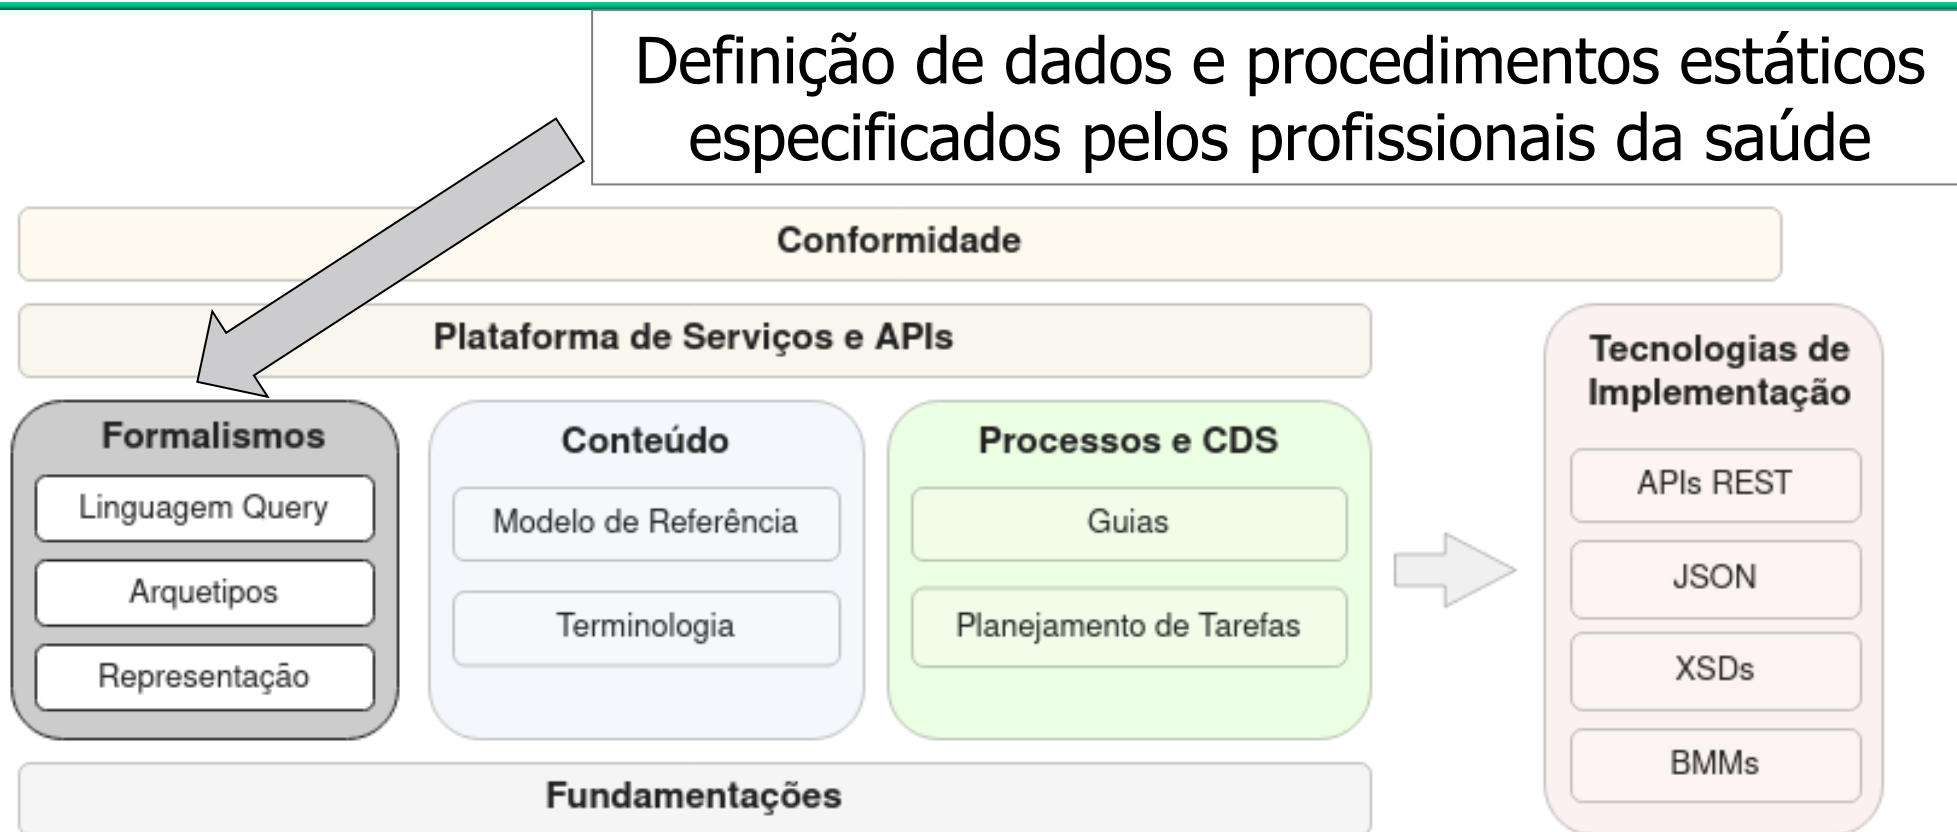 Definição de dados e procedimentos estáticos
especificados pelos profissionais da saúde
Conformidade
Plataforma de Serviços e APIs
Formalismos
Linguagem Query
Arquetipos
Representação
Conteúdo
Modelo de Referência
Terminologia
Processos e CDS
Guias
Planejamento de Tarefas
Tecnologias de
Implementação
APIs REST
JSON
XSDs
BMMs
Fundamentações